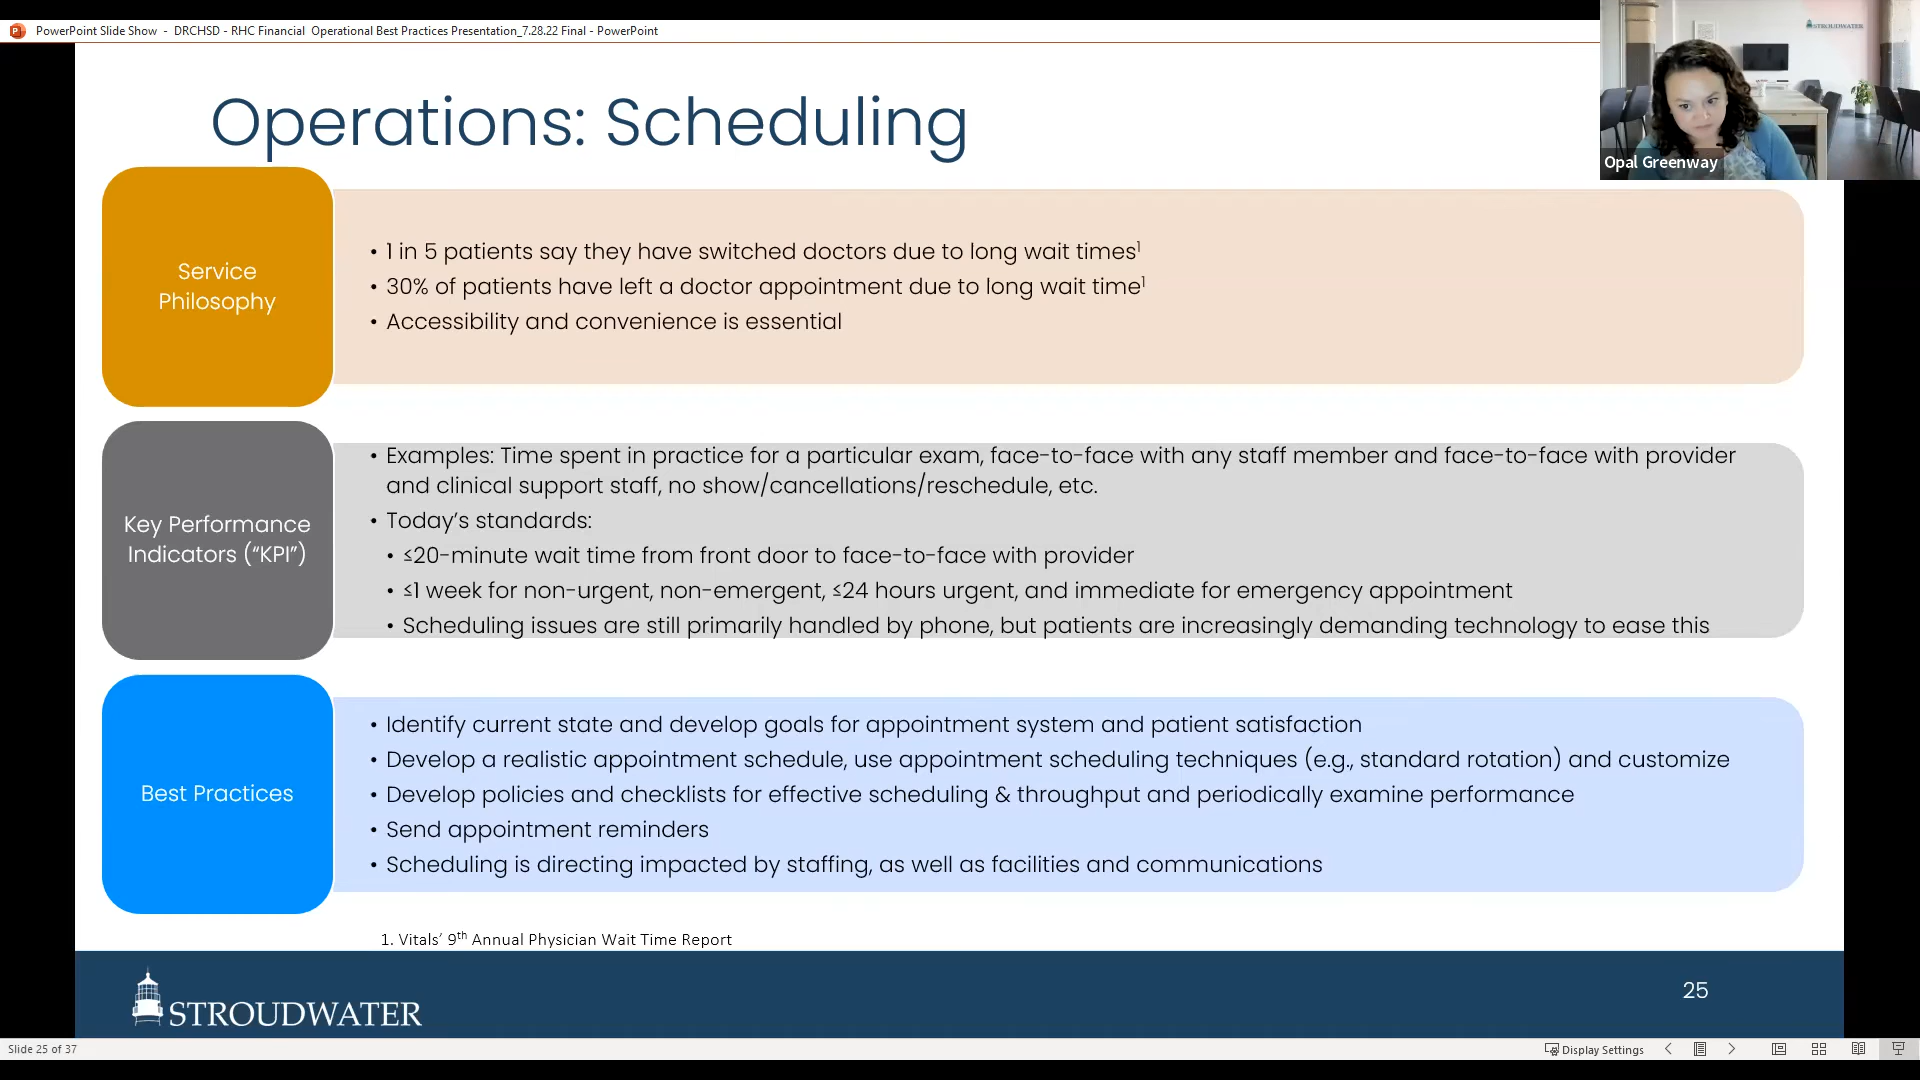 PowerPoint Slide Show - DRCHSD - RHC Financial Operational Best Practices Presentation_7.28.22 Final - PowerPoint
STROUDWATER
Opal Greenway
Operations: Scheduling
Service
Philosophy
• 1 in 5 patients say they have switched doctors due to long wait times¹
• 30% of patients have left a doctor appointment due to long wait time¹
• Accessibility and convenience is essential
Key Performance
Indicators (“KPI”)
• Examples: Time spent in practice for a particular exam, face-to-face with any staff member and face-to-face with provider
and clinical support staff, no show/cancellations/reschedule, etc.
• Today’s standards:
• ≤20-minute wait time from front door to face-to-face with provider
• ≤1 week for non-urgent, non-emergent, ≤24 hours urgent, and immediate for emergency appointment
• Scheduling issues are still primarily handled by phone, but patients are increasingly demanding technology to ease this
Best Practices
• Identify current state and develop goals for appointment system and patient satisfaction
• Develop a realistic appointment schedule, use appointment scheduling techniques (e.g., standard rotation) and customize
• Develop policies and checklists for effective scheduling & throughput and periodically examine performance
• Send appointment reminders
• Scheduling is directing impacted by staffing, as well as facilities and communications
1. Vitals’ 9th Annual Physician Wait Time Report
STROUDWATER
25
Slide 25 of 37
Display Settings